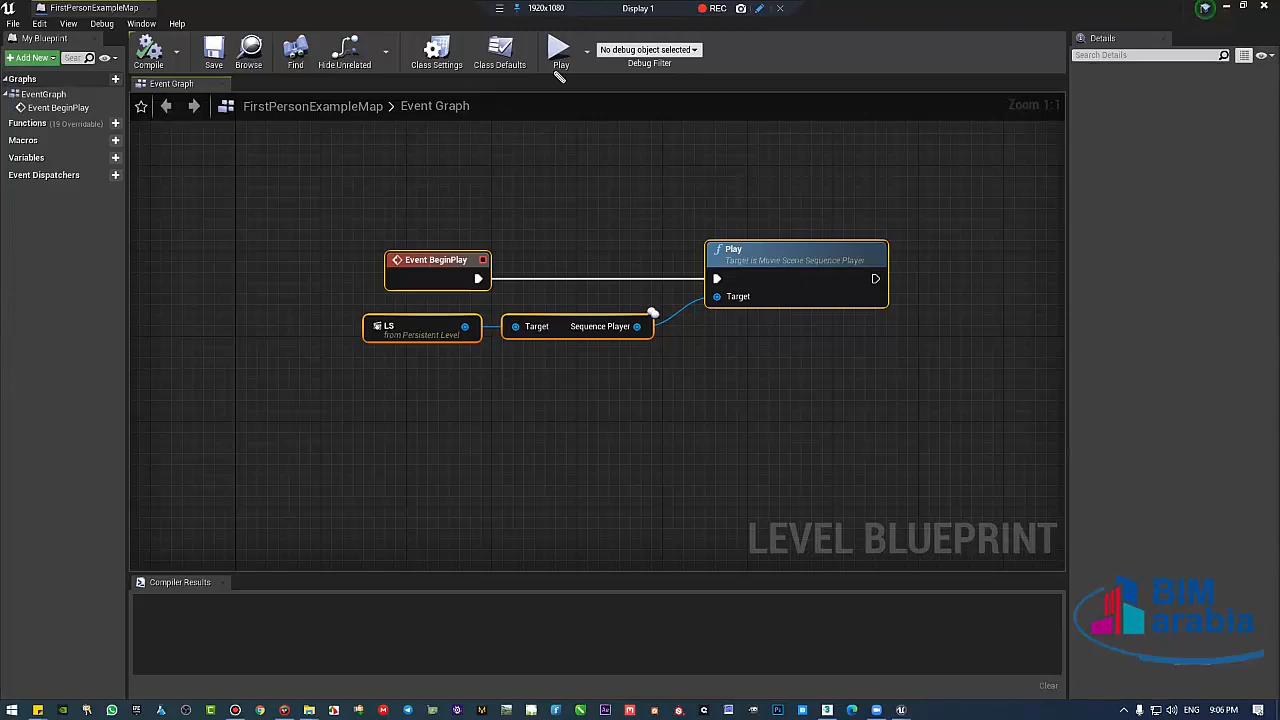 FirstPersonExampleMap
1920x1080
Display 1
REC
File
Edit
View
Debug
Window
Help
My Blueprint
Add New
Sear
Compile
Save
Browse
Find
Hide Unrelated
Class Settings
Class Defaults
Play
No debug object selected
Debug Filter
Details
Search Details
Graphs
EventGraph
Event BeginPlay
Functions (19 Overridable)
Macros
Variables
Event Dispatchers
Event Graph
FirstPersonExampleMap > Event Graph
Zoom 1:1
Event BeginPlay
LS
from Persistent Level
Target
Sequence Player
f Play
Target is Movie Scene Sequence Player
Target
LEVEL BLUEPRINT
Compiler Results
Clear
BIM
arabia
ENG
9:06 PM